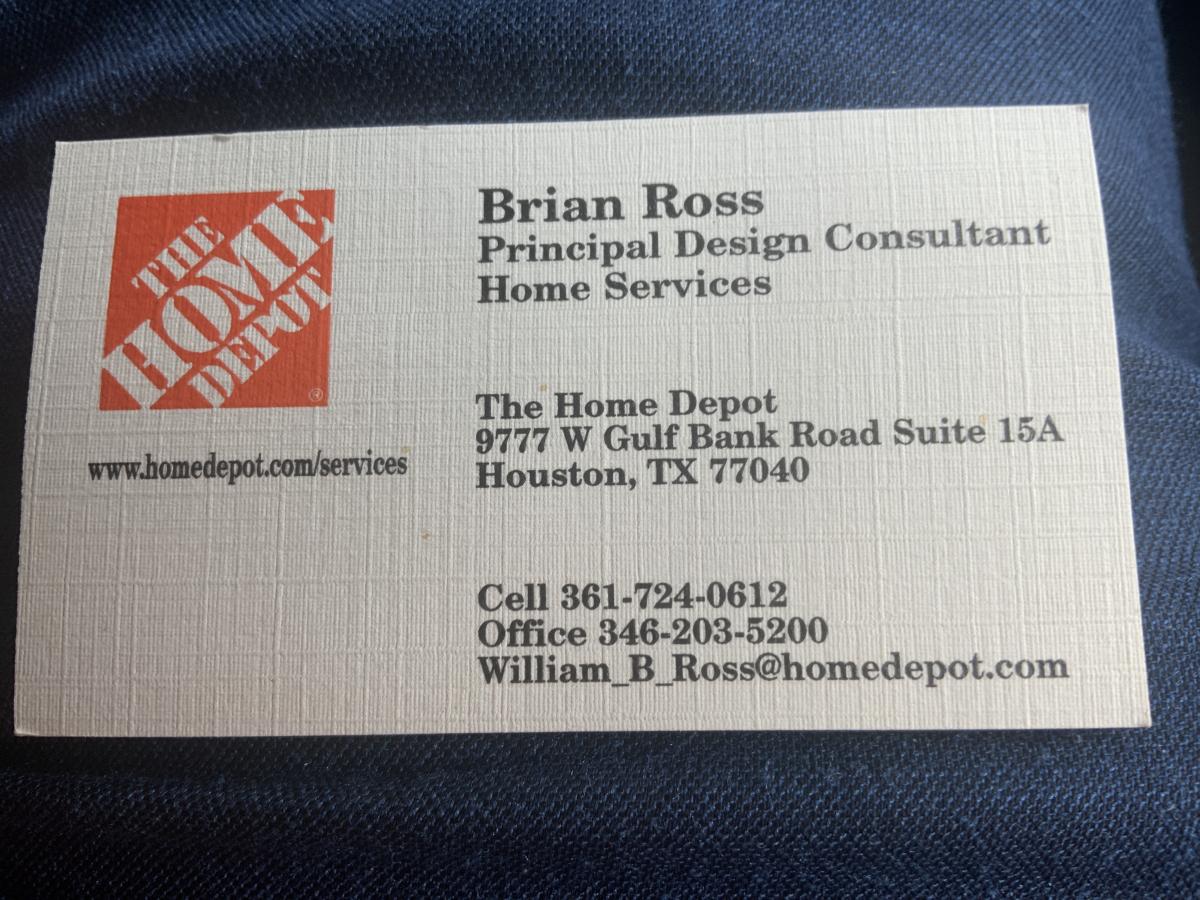 THE
HOME
DEPOT
®
www.homedepot.com/services
Brian Ross
Principal Design Consultant
Home Services
The Home Depot
9777 W Gulf Bank Road Suite 15A
Houston, TX 77040
Cell 361-724-0612
Office 346-203-5200
William_B_Ross@homedepot.com